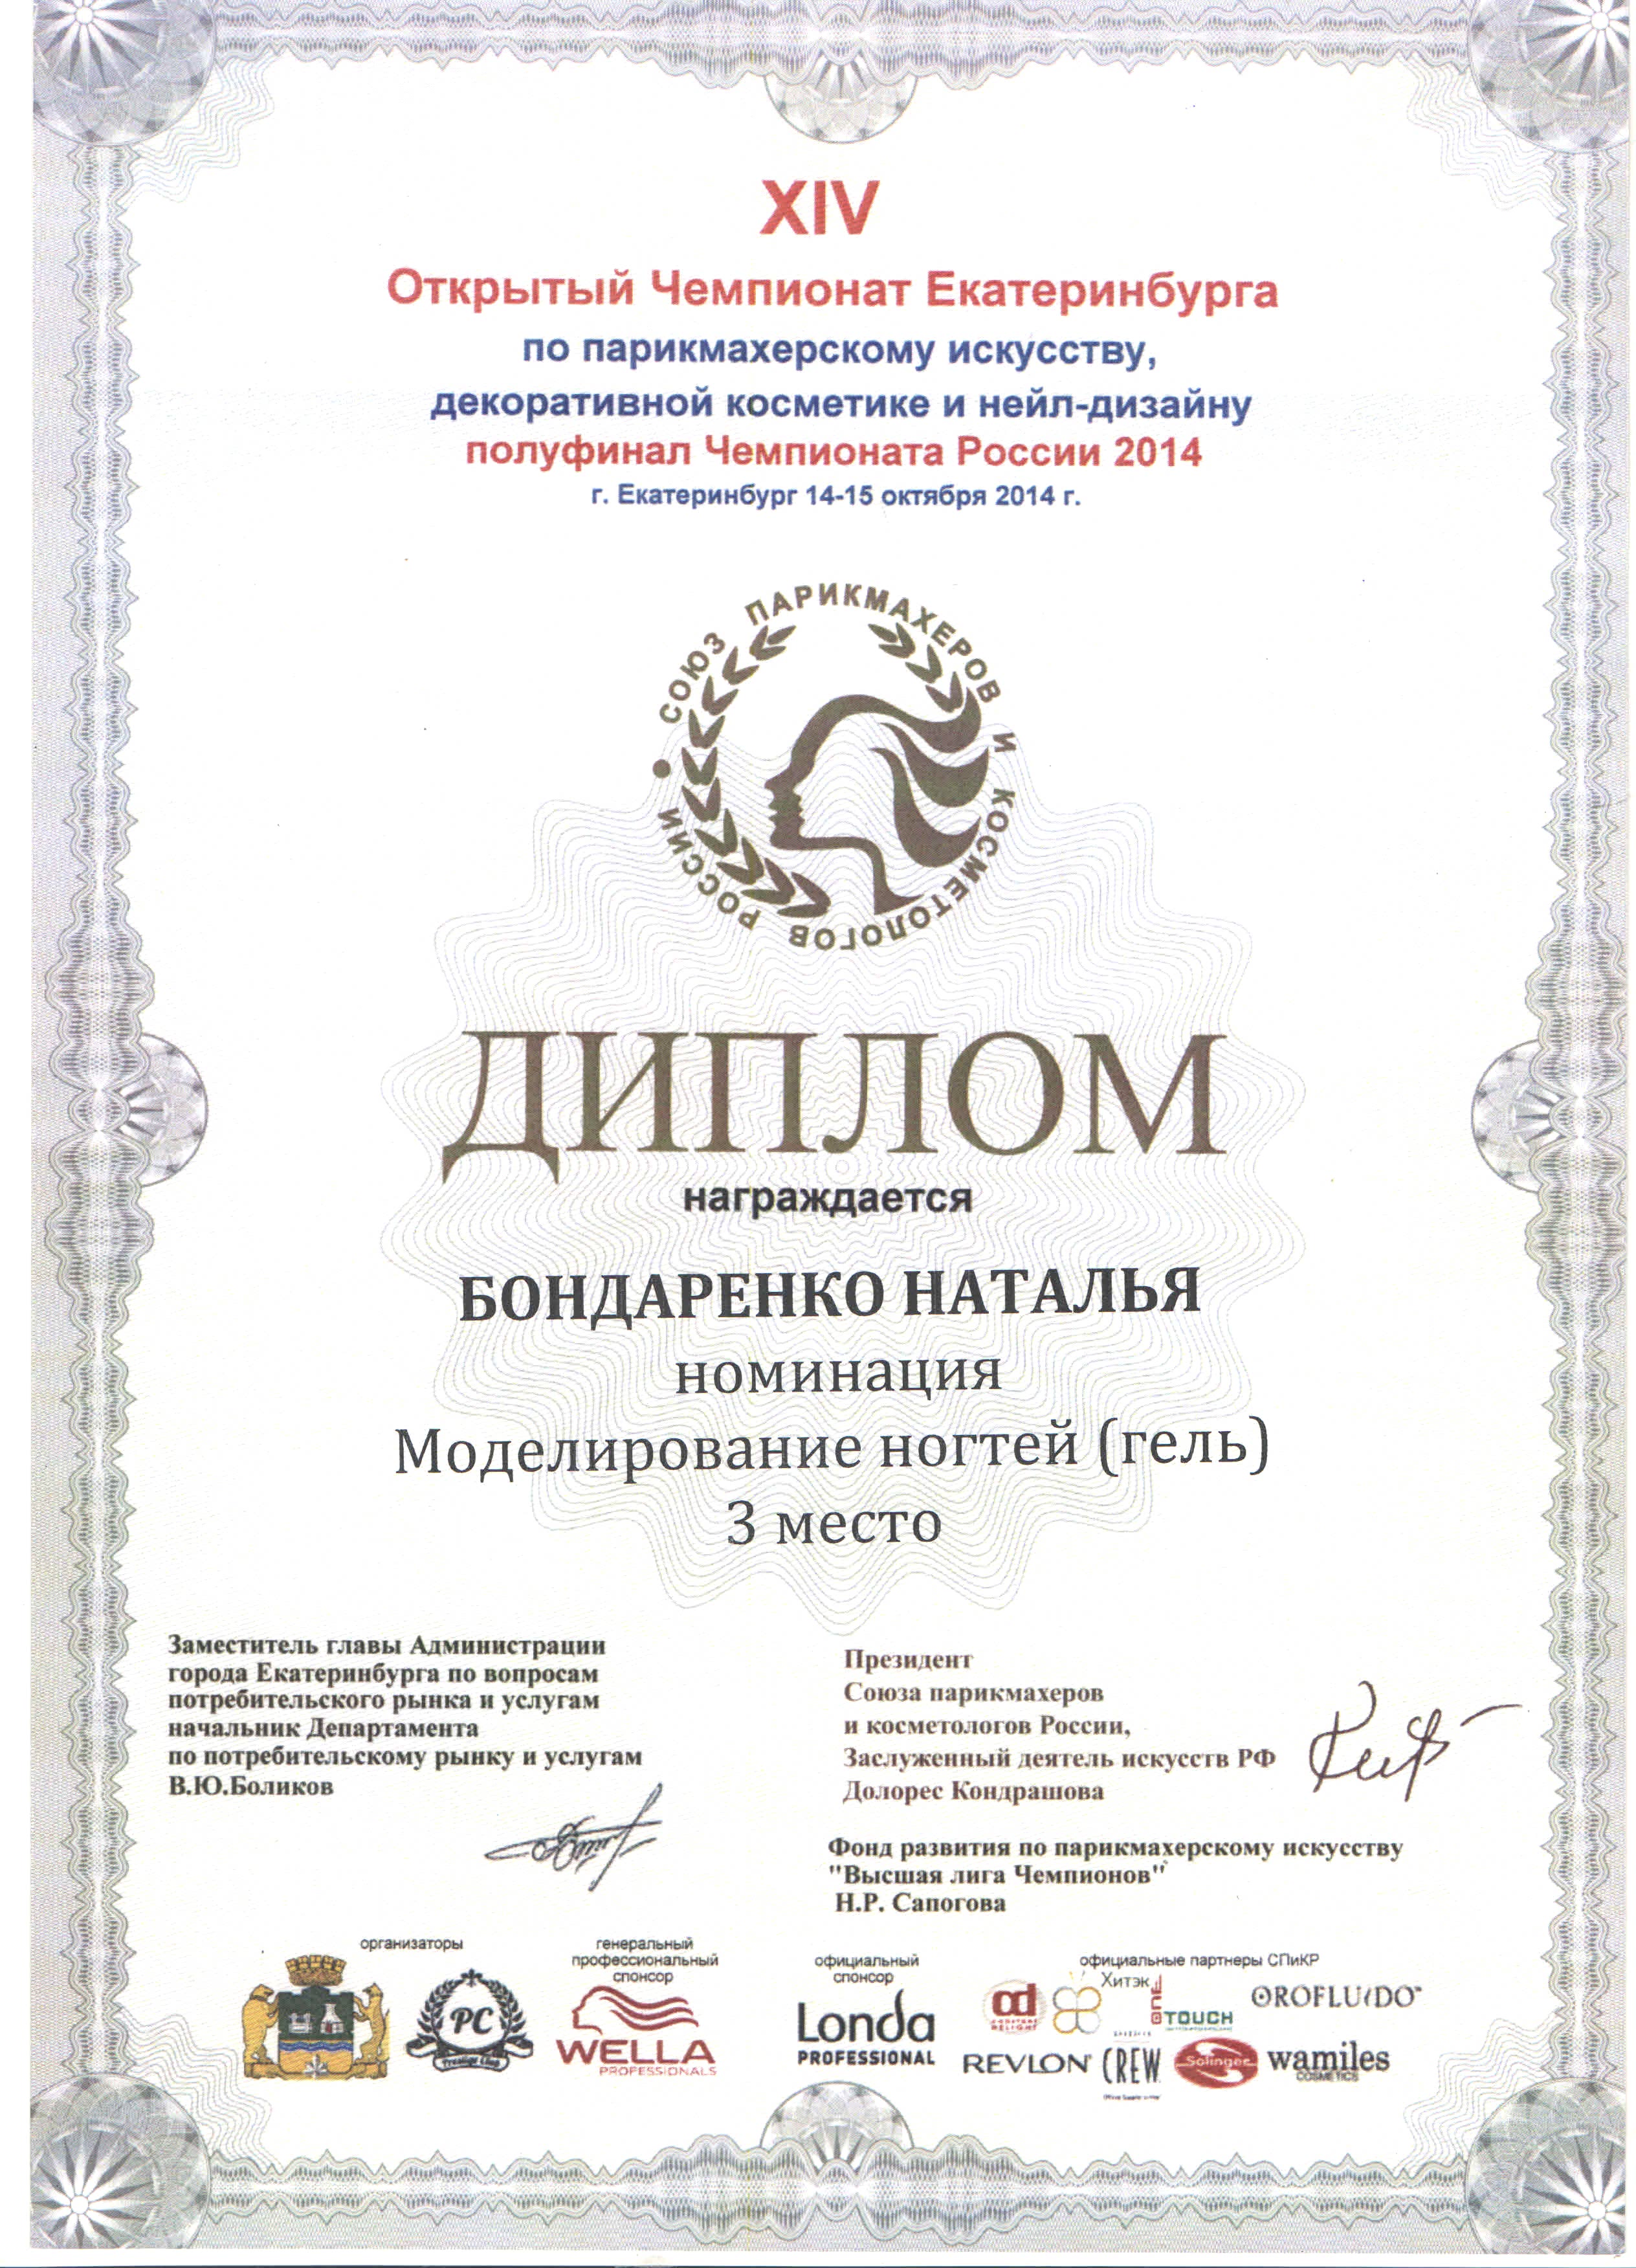 XIV
Открытый Чемпионат Екатеринбурга
по парикмахерскому искусству,
декоративной косметике и нейл-дизайну
полуфинал Чемпионата России 2014
г. Екатеринбург 14-15 октября 2014 г.
СОЮЗ ПАРИКМАХЕРОВ И КОСМЕТОЛОГОВ РОССИИ •
ДИПЛОМ
награждается
БОНДАРЕНКО НАТАЛЬЯ
номинация
Моделирование ногтей (гель)
3 место
Заместитель главы Администрации
города Екатеринбурга по вопросам
потребительского рынка и услугам
начальник Департамента
по потребительскому рынку и услугам
В.Ю.Боликов
Президент
Союза парикмахеров
и косметологов России,
Заслуженный деятель искусств РФ
Долорес Кондрашова
Фонд развития по парикмахерскому искусству
"Высшая лига Чемпионов"
Н.Р. Сапогова
организаторы
PC
Prestige Club
генеральный
профессиональный
спонсор
WELLA
PROFESSIONALS
официальный
спонсор
Londa
PROFESSIONAL
официальные партнеры СПиКР
Хитэк
ONE
TOUCH
OROFLUIDO
REVLON
CREW
Solinger
wamiles
COSMETICS